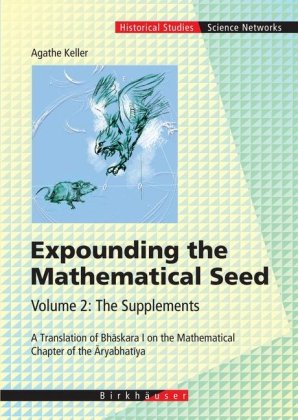 Historical Studies Science Networks
Agathe Keller
Expounding the
Mathematical Seed
Volume 2: The Supplements
A Translation of Bhāskara I on the Mathematical
Chapter of the Āryabhatīya
Birkhäuser